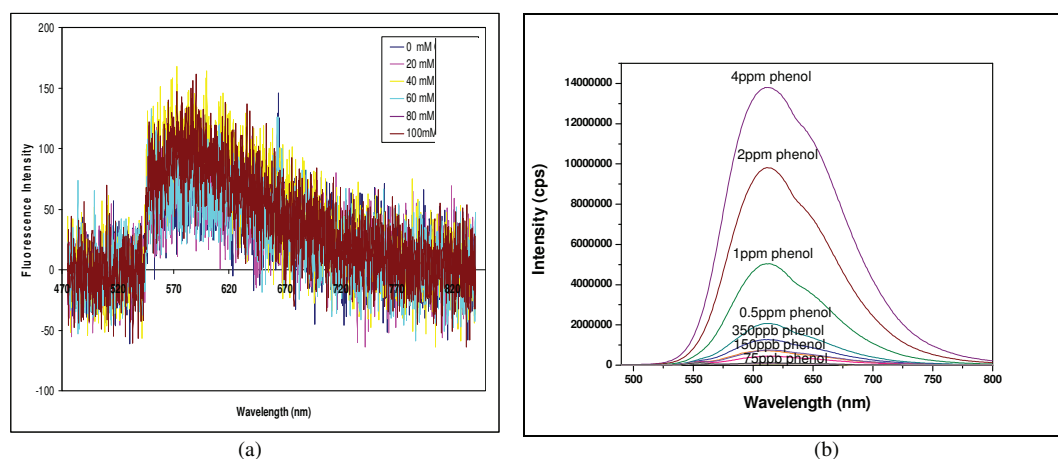 200
150
100
50
0
-50
-100
Fluorescence Intensity
470 520 570 620 670 720 770 820
Wavelength (nm)
0 mM
20 mM
40 mM
60 mM
80 mM
100mM
(a)
14000000
12000000
10000000
8000000
6000000
4000000
2000000
0
Intensity (cps)
4ppm phenol
2ppm phenol
1ppm phenol
0.5ppm phenol
350ppb phenol
150ppb phenol
75ppb phenol
500 550 600 650 700 750 800
Wavelength (nm)
(b)